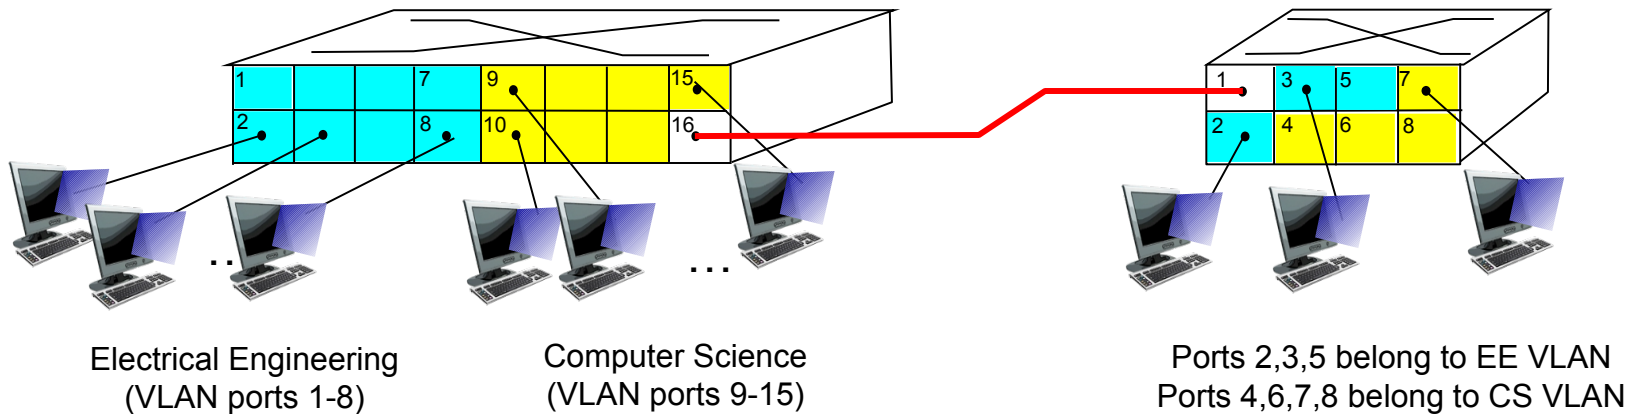 1 7 9 15
2 8 10 16
1 3 5 7
2 4 6 8
.. ...
Electrical Engineering
(VLAN ports 1-8)
Computer Science
(VLAN ports 9-15)
Ports 2,3,5 belong to EE VLAN
Ports 4,6,7,8 belong to CS VLAN